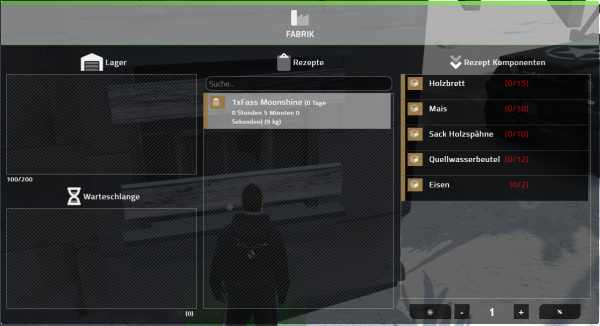 FABRIK
Lager
Rezepte
Rezept Komponenten
Suche...
1xFass Moonshine (0 Tage
0 Stunden 5 Minuten 0
Sekunden) (9 kg)
Holzbrett (0/15)
Mais (0/30)
Sack Holzspähne (0/10)
Quellwasserbeutel (0/12)
Eisen (0/2)
100/200
Warteschlange
(0)
- 1 +